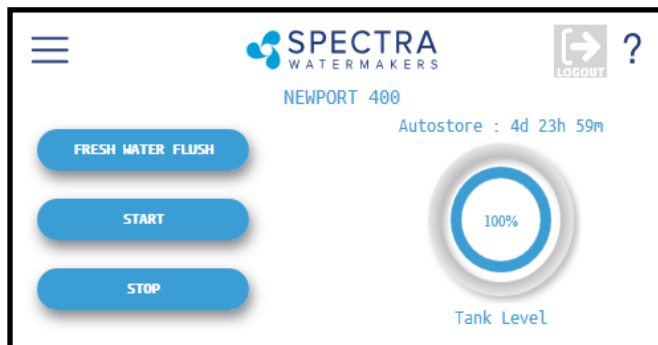 SPECTRA
WATERMAKERS
LOGOUT
?
NEWPORT 400
Autostore : 4d 23h 59m
FRESH WATER FLUSH
START
STOP
100%
Tank Level